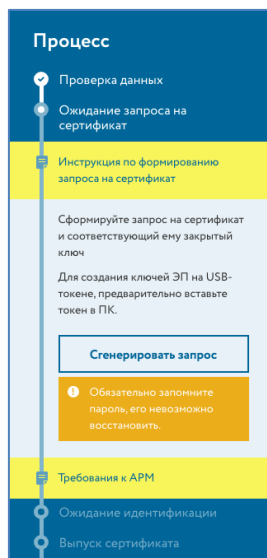 Процесс
Проверка данных
Ожидание запроса на
сертификат
Инструкция по формированию
запроса на сертификат
Сформируйте запрос на сертификат
и соответствующий ему закрытый
ключ
Для создания ключей ЭП на USB-
токене, предварительно вставьте
токен в ПК.
Сгенерировать запрос
Обязательно запомните
пароль, его невозможно
восстановить.
Требования к АРМ
Ожидание идентификации
Выпуск сертификата